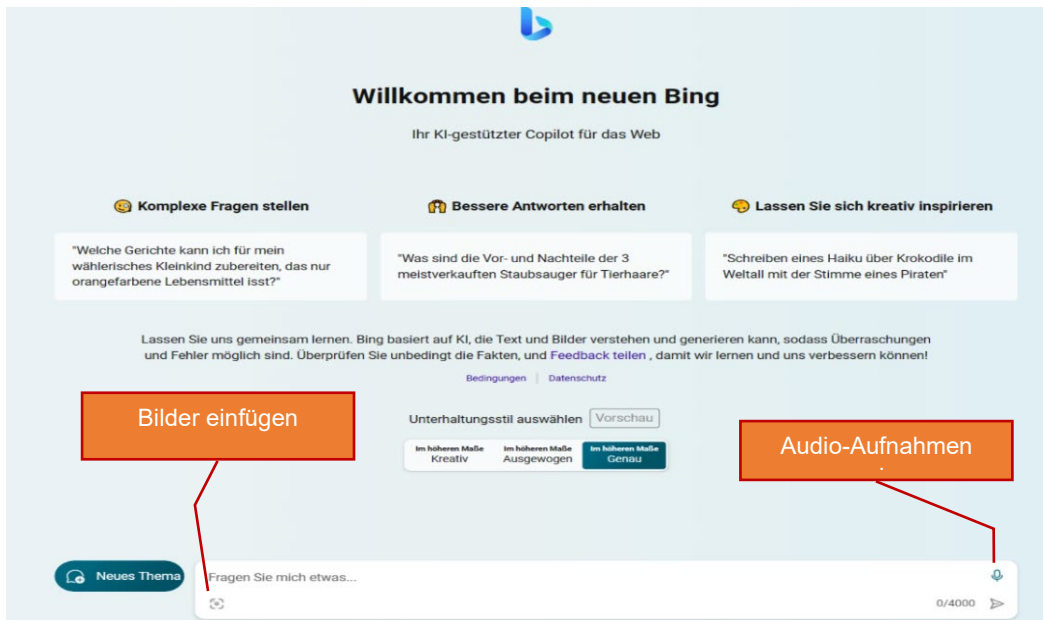 Willkommen beim neuen Bing
Ihr KI-gestützter Copilot für das Web
Komplexe Fragen stellen
Bessere Antworten erhalten
Lassen Sie sich kreativ inspirieren
"Welche Gerichte kann ich für mein
wählerisches Kleinkind zubereiten, das nur
orangefarbene Lebensmittel isst?"
"Was sind die Vor- und Nachteile der 3
meistverkauften Staubsauger für Tierhaare?"
"Schreiben eines Haiku über Krokodile im
Weltall mit der Stimme eines Piraten"
Lassen Sie uns gemeinsam lernen. Bing basiert auf KI, die Text und Bilder verstehen und generieren kann, sodass Überraschungen
und Fehler möglich sind. Überprüfen Sie unbedingt die Fakten, und Feedback teilen , damit wir lernen und uns verbessern können!
Bedingungen | Datenschutz
Bilder einfügen
Unterhaltungsstil auswählen Vorschau
Audio-Aufnahmen
Im höheren Maße
Kreativ
Im höheren Maße
Ausgewogen
Im höheren Maße
Genau
Neues Thema
Fragen Sie mich etwas...
0/4000